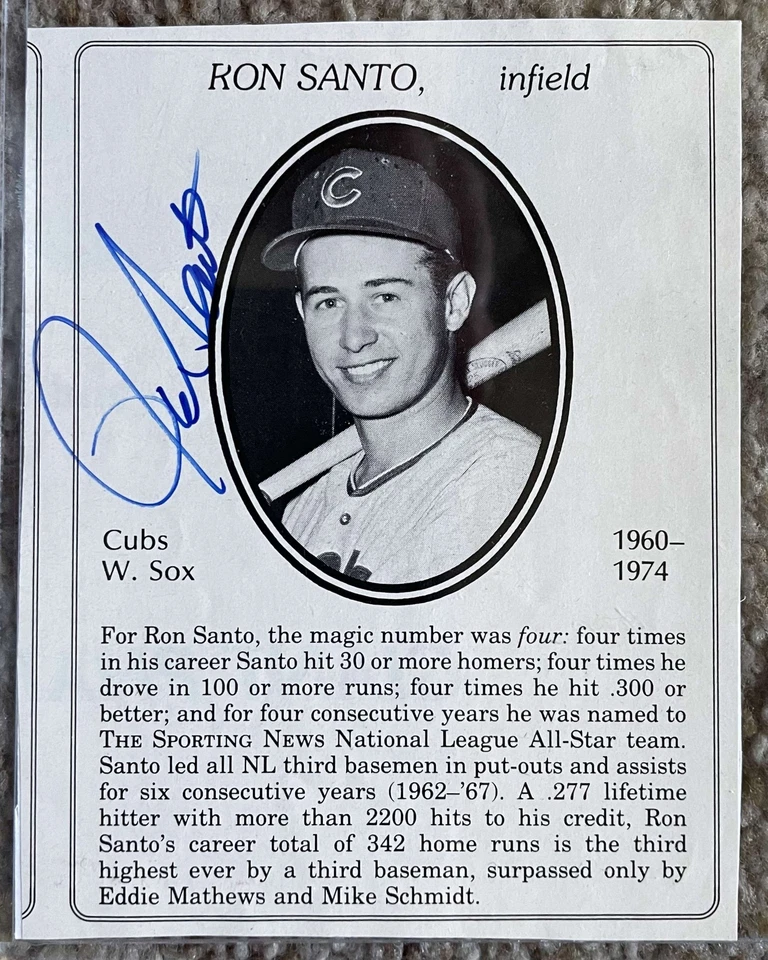 RON SANTO, infield
C
SLUGGER
Ron Santo
Cubs
W. Sox
1960–
1974
For Ron Santo, the magic number was four: four times
in his career Santo hit 30 or more homers; four times he
drove in 100 or more runs; four times he hit .300 or
better; and for four consecutive years he was named to
THE SPORTING NEWS National League All-Star team.
Santo led all NL third basemen in put-outs and assists
for six consecutive years (1962–'67). A .277 lifetime
hitter with more than 2200 hits to his credit, Ron
Santo's career total of 342 home runs is the third
highest ever by a third baseman, surpassed only by
Eddie Mathews and Mike Schmidt.